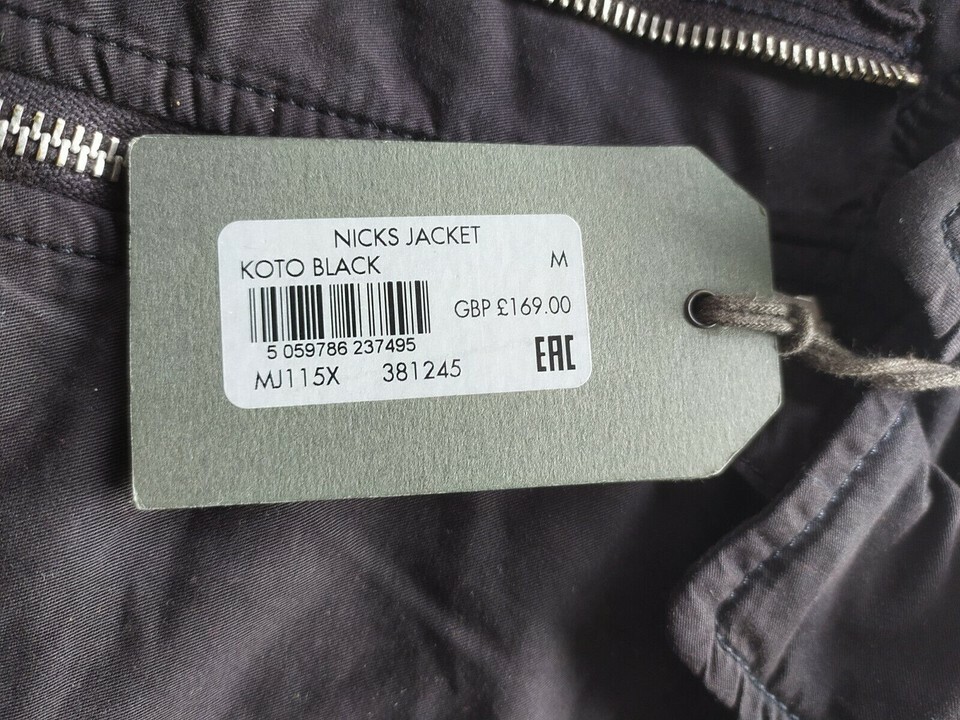 NICKS JACKET
KOTO BLACK M
GBP £169.00
5 059786 237495
MJ115X 381245
EAC